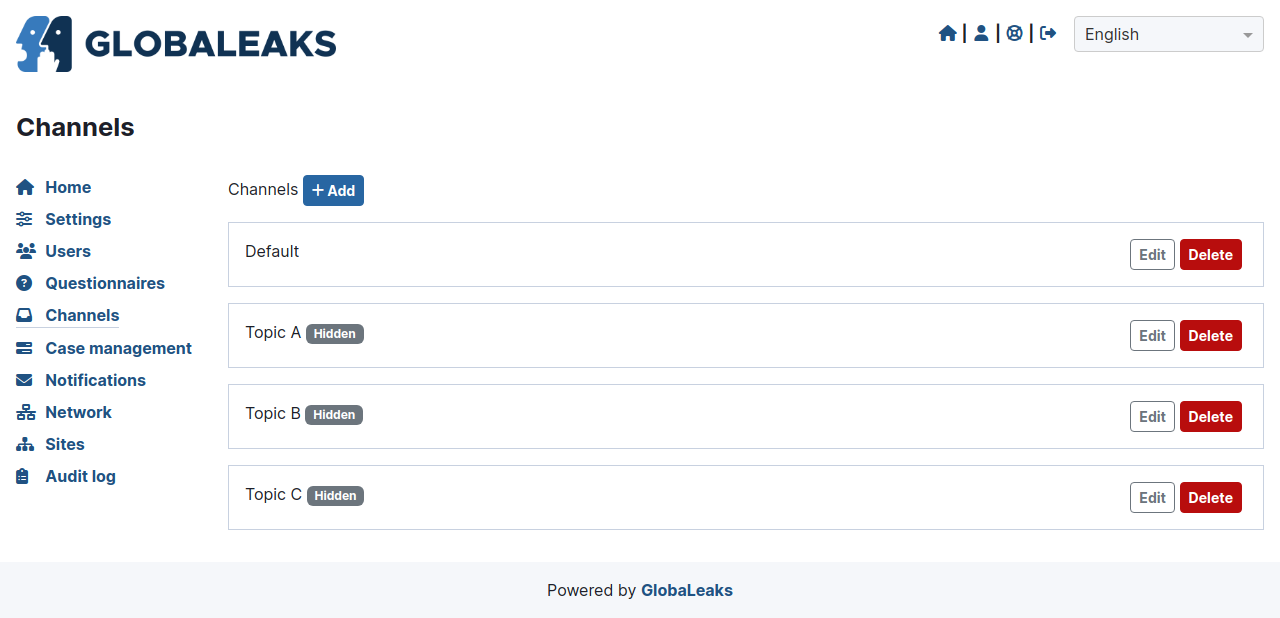 GLOBALEAKS
English
Channels
Home
Settings
Users
Questionnaires
Channels
Case management
Notifications
Network
Sites
Audit log
Channels + Add
Default Edit Delete
Topic A Hidden Edit Delete
Topic B Hidden Edit Delete
Topic C Hidden Edit Delete
Powered by GlobaLeaks